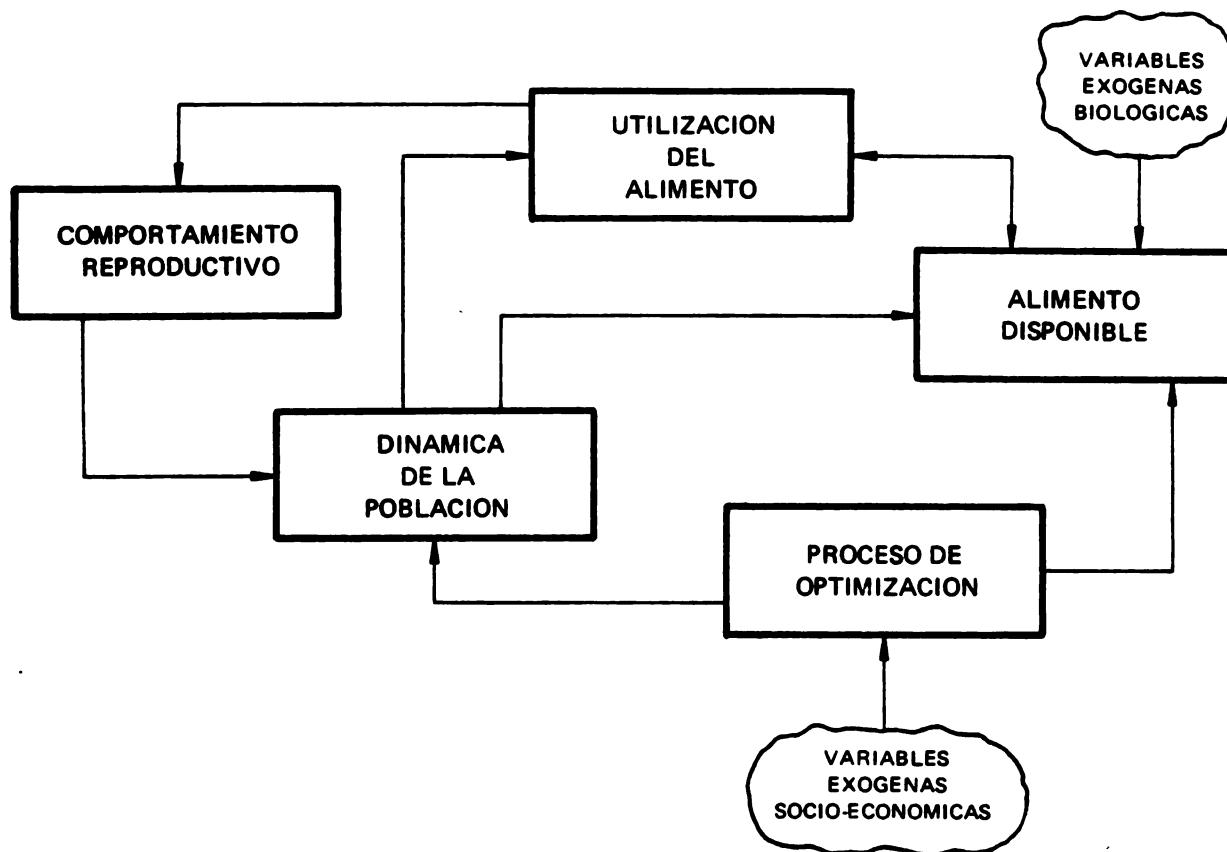 VARIABLES
EXOGENAS
BIOLOGICAS
UTILIZACION
DEL
ALIMENTO
COMPORTAMIENTO
REPRODUCTIVO
ALIMENTO
DISPONIBLE
DINAMICA
DE LA
POBLACION
PROCESO DE
OPTIMIZACION
VARIABLES
EXOGENAS
SOCIO-ECONOMICAS